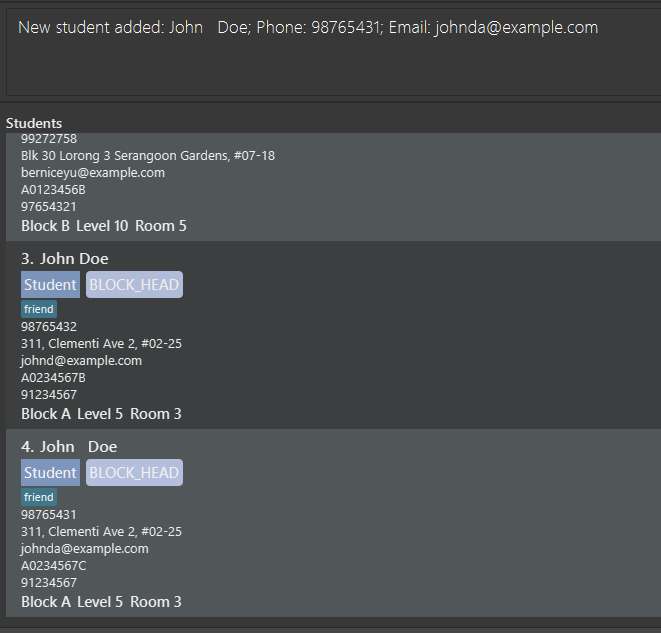 New student added: John   Doe; Phone: 98765431; Email: johnda@example.com
Students
99272758
Blk 30 Lorong 3 Serangoon Gardens, #07-18
berniceyu@example.com
A0123456B
97654321
Block B Level 10 Room 5
3. John Doe
Student BLOCK_HEAD
friend
98765432
311, Clementi Ave 2, #02-25
johnd@example.com
A0234567B
91234567
Block A Level 5 Room 3
4. John   Doe
Student BLOCK_HEAD
friend
98765431
311, Clementi Ave 2, #02-25
johnda@example.com
A0234567C
91234567
Block A Level 5 Room 3